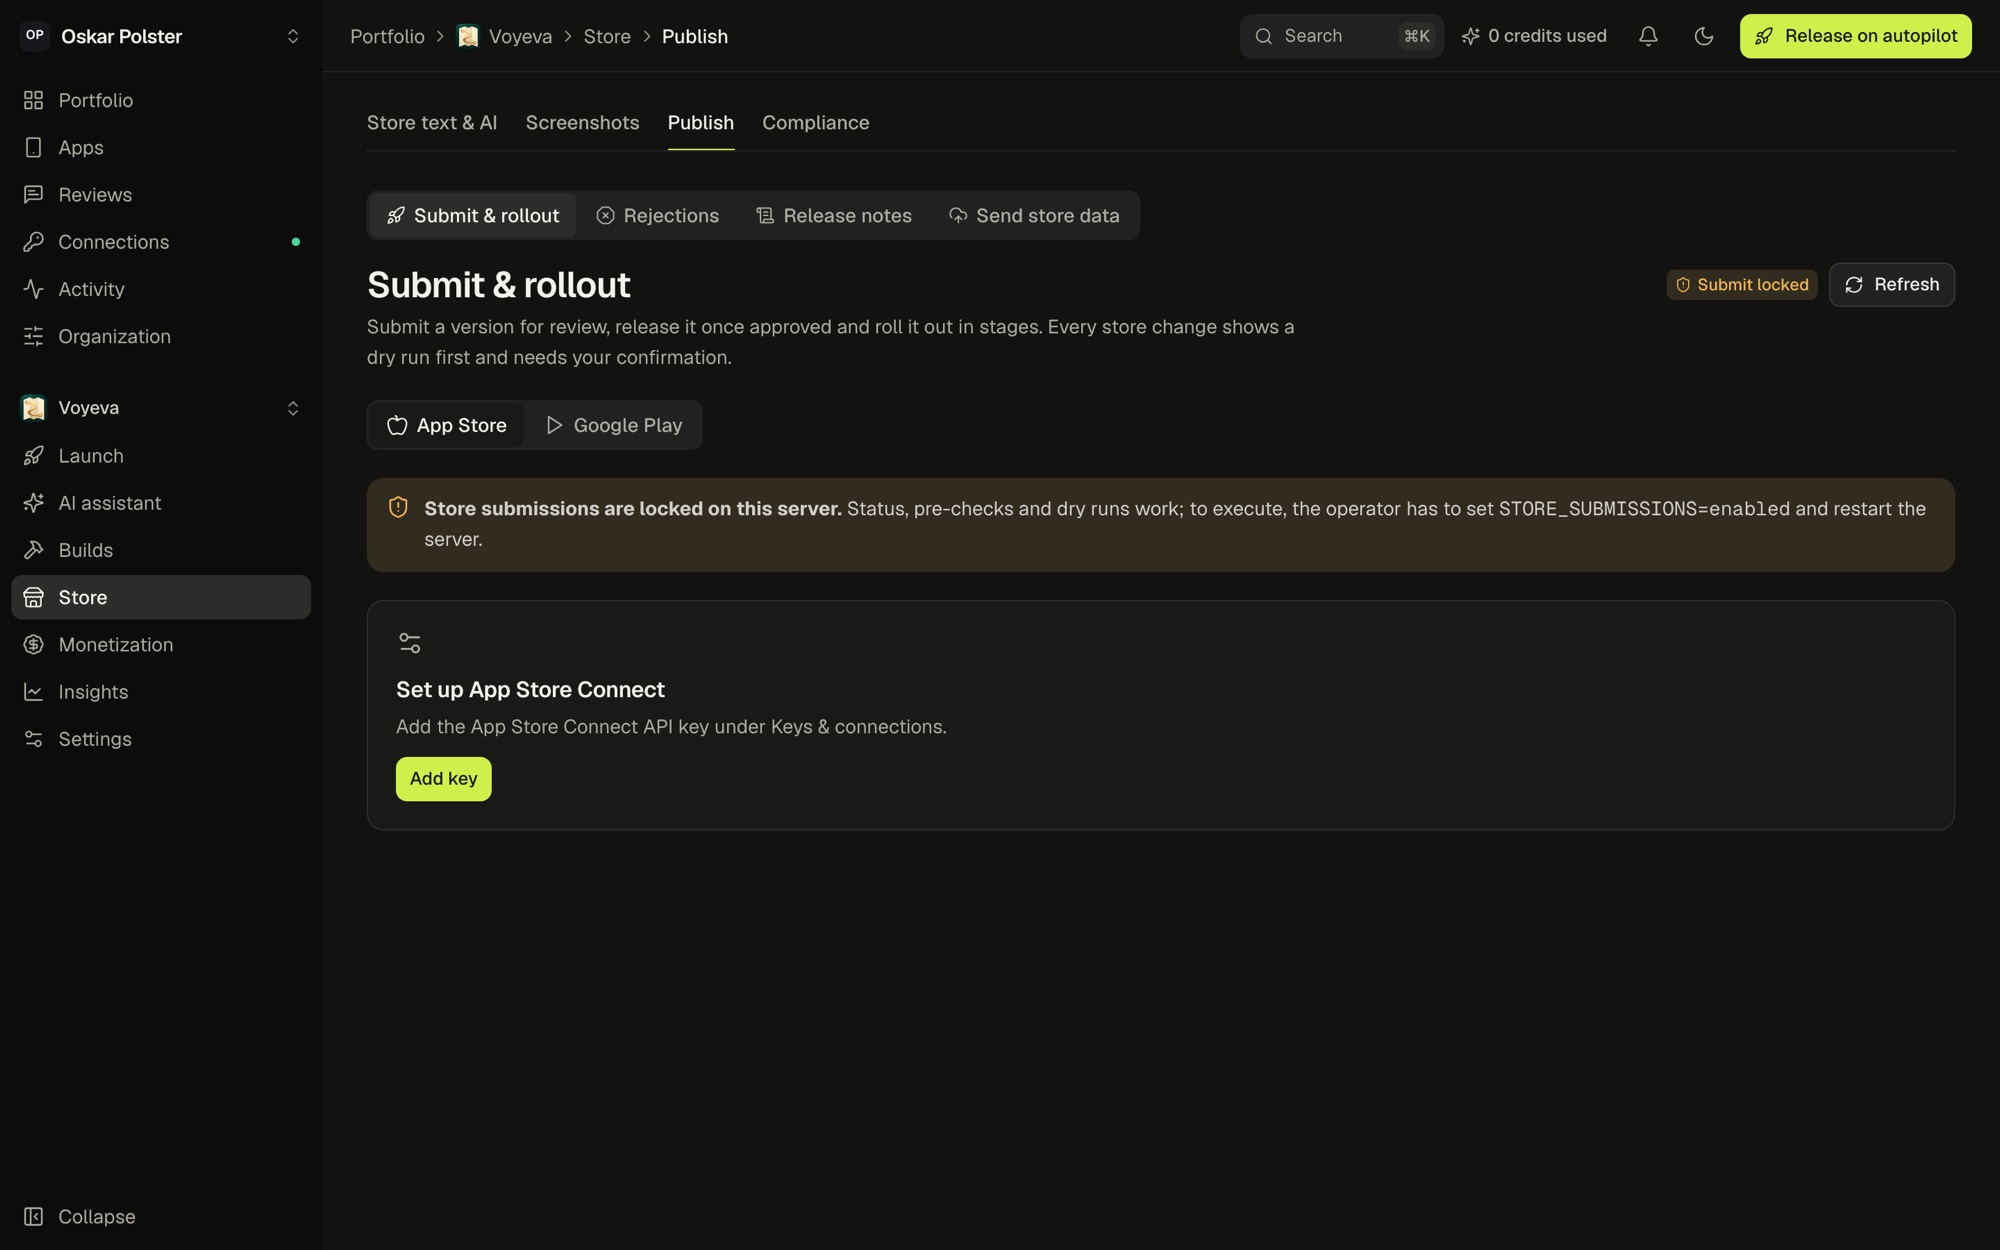 OP Oskar Polster
Portfolio
Apps
Reviews
Connections
Activity
Organization
Voyeva
Launch
AI assistant
Builds
Store
Monetization
Insights
Settings
Collapse
Portfolio Voyeva Store Publish
Search ⌘K 0 credits used Release on autopilot
Store text & AI Screenshots Publish Compliance
Submit & rollout Rejections Release notes Send store data
Submit & rollout
Submit locked Refresh
Submit a version for review, release it once approved and roll it out in stages. Every store change shows a
dry run first and needs your confirmation.
App Store Google Play
Store submissions are locked on this server. Status, pre-checks and dry runs work; to execute, the operator has to set STORE_SUBMISSIONS=enabled and restart the
server.
Set up App Store Connect
Add the App Store Connect API key under Keys & connections.
Add key